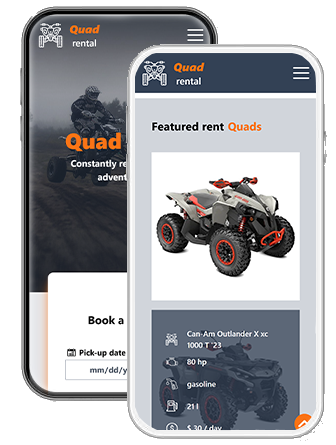 Quad
rental
Quad
Constantly re
adven
Book a
Pick-up date
mm/dd/y
Quad
rental
Featured rent Quads
Can-Am Outlander X xc
1000 T '23
80 hp
gasoline
21 l
$ 30 / day